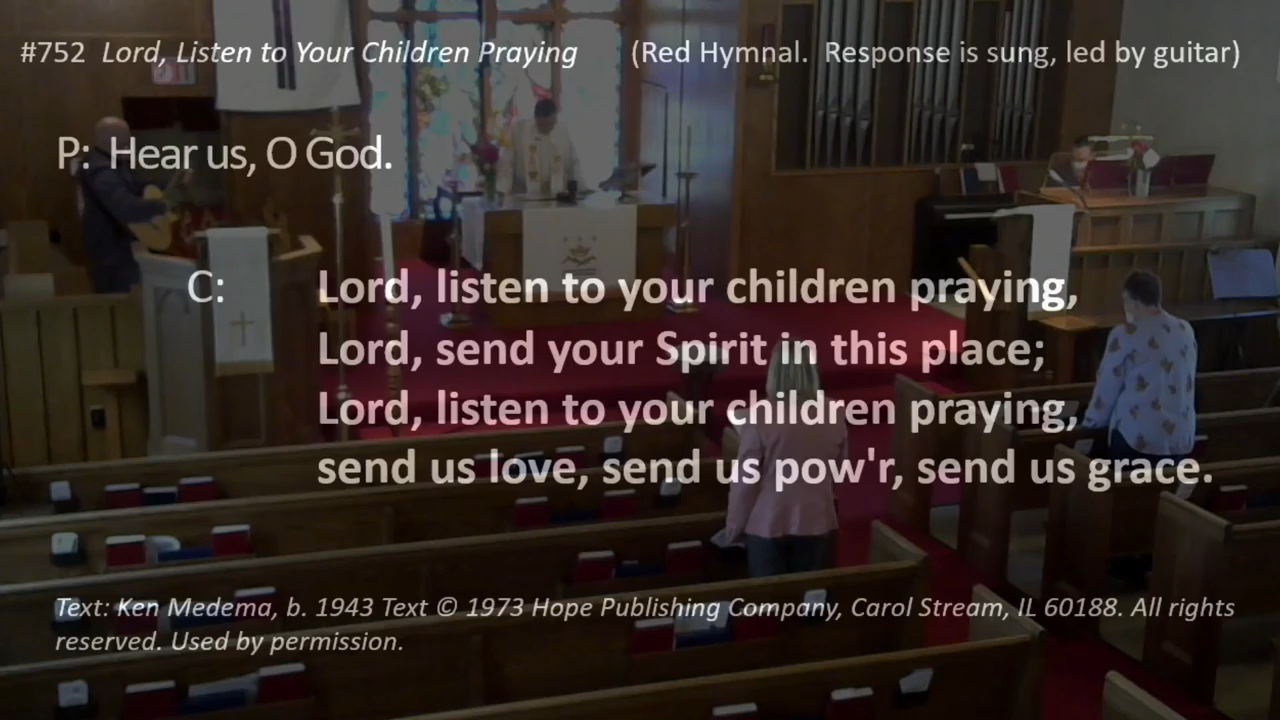 #752 Lord, Listen to Your Children Praying (Red Hymnal. Response is sung, led by guitar)
P: Hear us, O God.
C: Lord, listen to your children praying,
Lord, send your Spirit in this place;
Lord, listen to your children praying,
send us love, send us pow'r, send us grace.
Text: Ken Medema, b. 1943 Text © 1973 Hope Publishing Company, Carol Stream, IL 60188. All rights
reserved. Used by permission.